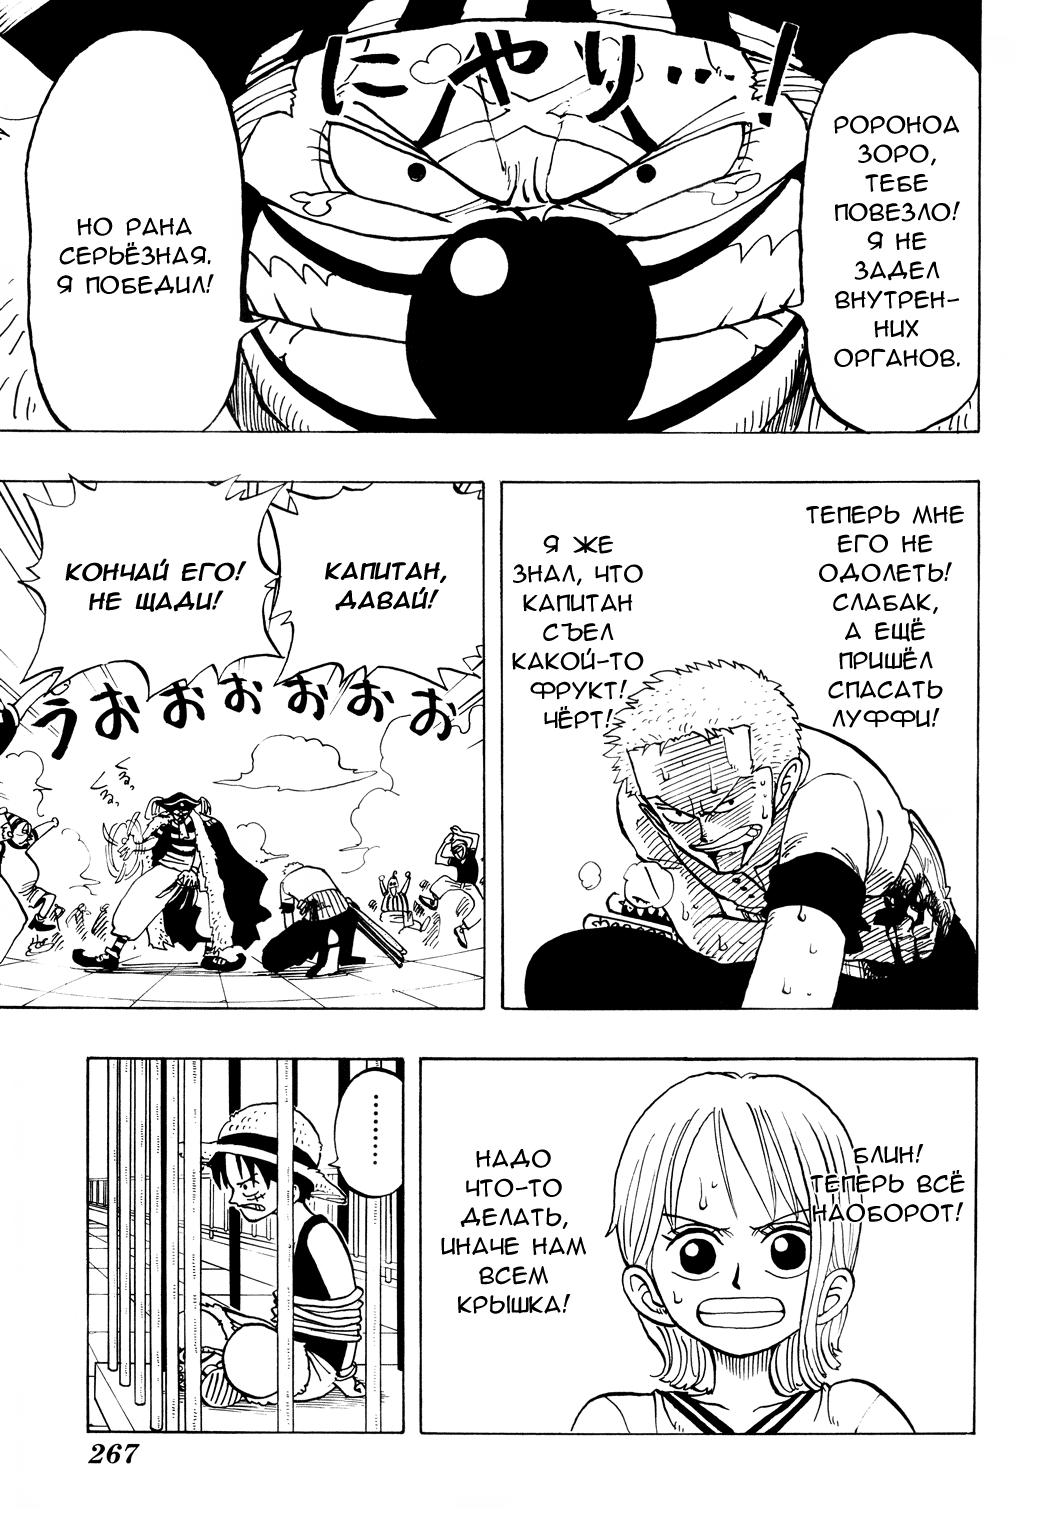 にやり…!
РОРОНОА
ЗОРО,
ТЕБЕ
ПОВЕЗЛО!
Я НЕ
ЗАДЕЛ
ВНУТРЕН-
НИХ
ОРГАНОВ.
НО РАНА
СЕРЬЁЗНАЯ.
Я ПОБЕДИЛ!
ТЕПЕРЬ МНЕ
ЕГО НЕ
ОДОЛЕТЬ!
СЛАБАК,
А ЕЩЁ
ПРИШЁЛ
СПАСАТЬ
ЛУФФИ!
Я ЖЕ
ЗНАЛ, ЧТО
КАПИТАН
СЪЕЛ
КАКОЙ-ТО
ФРУКТ!
ЧЁРТ!
КАПИТАН,
ДАВАЙ!
КОНЧАЙ ЕГО!
НЕ ЩАДИ!
うおおおおおお
БЛИН!
ТЕПЕРЬ ВСЁ
НАОБОРОТ!
НАДО
ЧТО-ТО
ДЕЛАТЬ,
ИНАЧЕ НАМ
ВСЕМ
КРЫШКА!
………
267